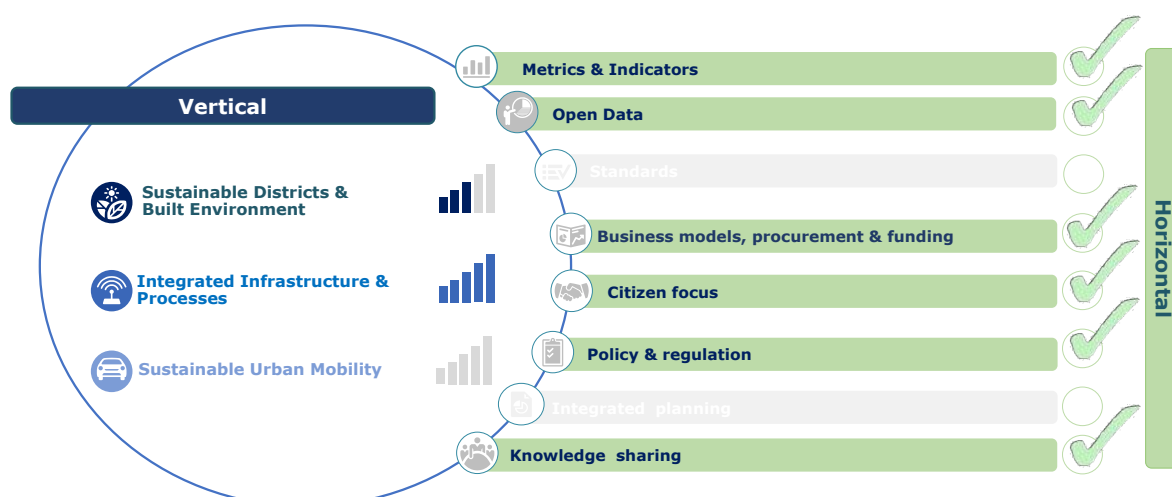 Vertical
Sustainable Districts &
Built Environment
Integrated Infrastructure &
Processes
Sustainable Urban Mobility
Metrics & Indicators
Open Data
Standards
Business models, procurement & funding
Citizen focus
Policy & regulation
Integrated planning
Knowledge sharing
Horizontal